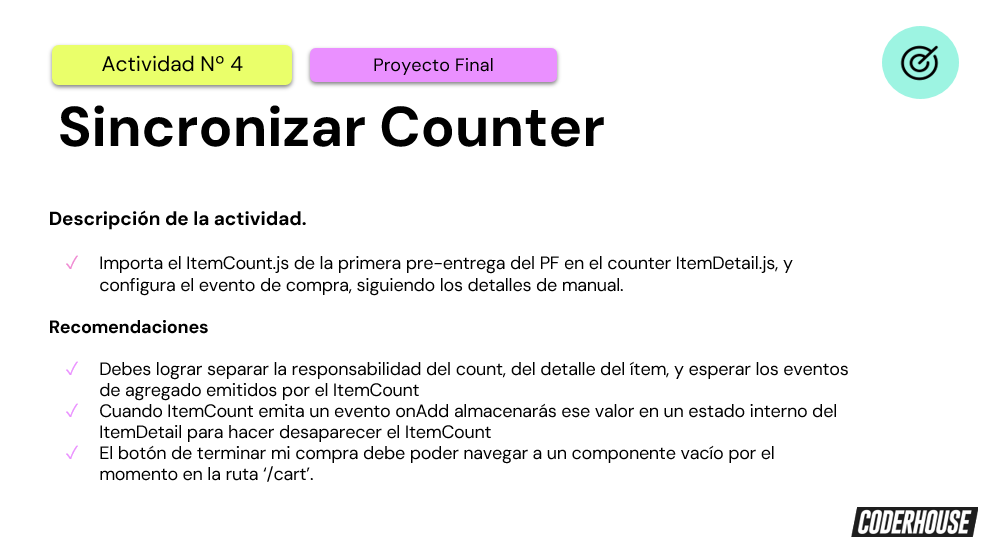 Actividad Nº 4
Proyecto Final
Sincronizar Counter
Descripción de la actividad.
✓ Importa el ItemCount.js de la primera pre-entrega del PF en el counter ItemDetail.js, y
configura el evento de compra, siguiendo los detalles de manual.
Recomendaciones
✓ Debes lograr separar la responsabilidad del count, del detalle del ítem, y esperar los eventos
de agregado emitidos por el ItemCount
✓ Cuando ItemCount emita un evento onAdd almacenarás ese valor en un estado interno del
ItemDetail para hacer desaparecer el ItemCount
✓ El botón de terminar mi compra debe poder navegar a un componente vacío por el
momento en la ruta ‘/cart’.
CODERHOUSE